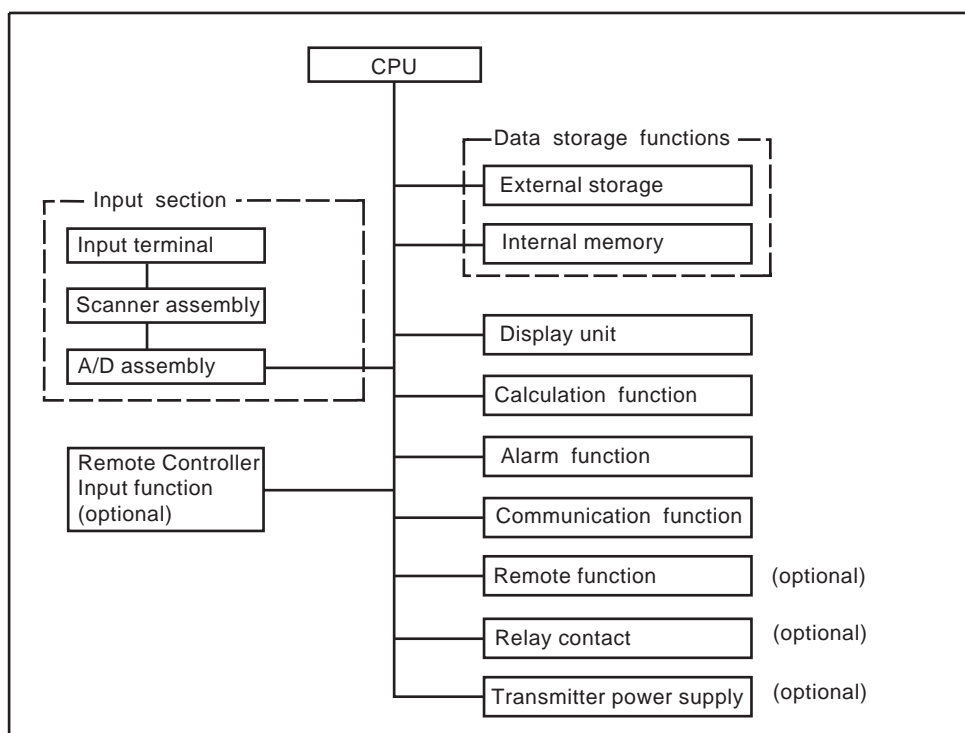 CPU
Data storage functions
External storage
Internal memory
Input section
Input terminal
Scanner assembly
A/D assembly
Remote Controller
Input function
(optional)
Display unit
Calculation function
Alarm function
Communication function
Remote function (optional)
Relay contact (optional)
Transmitter power supply (optional)